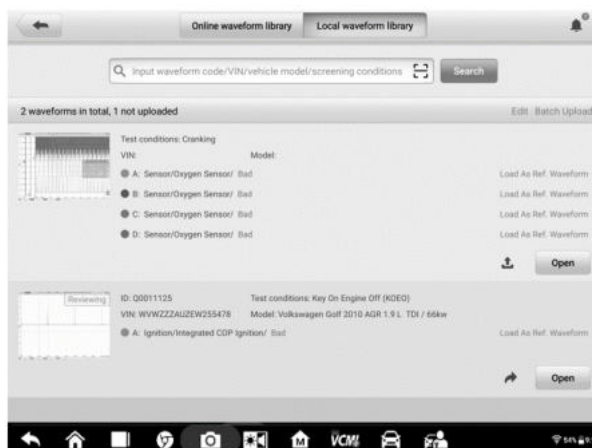 Online waveform library Local waveform library
Input waveform code/VIN/vehicle model/screening conditions Search
2 waveforms in total, 1 not uploaded Edit Batch Upload
Test conditions: Cranking
VIN: Model:
A: Sensor/Oxygen Sensor/ Bad Load As Ref. Waveform
B: Sensor/Oxygen Sensor/ Bad Load As Ref. Waveform
C: Sensor/Oxygen Sensor/ Bad Load As Ref. Waveform
D: Sensor/Oxygen Sensor/ Bad Load As Ref. Waveform
Open
Reviewing ID: Q0011125 Test conditions: Key On Engine Off (KOEO)
VIN: WVWZZZAUZEW255478 Model: Volkswagen Golf 2010 AGR 1.9 L TDI / 66kw
A: Ignition/Integrated COP Ignition/ Bad Load As Ref. Waveform
Open
M VCMI 54%